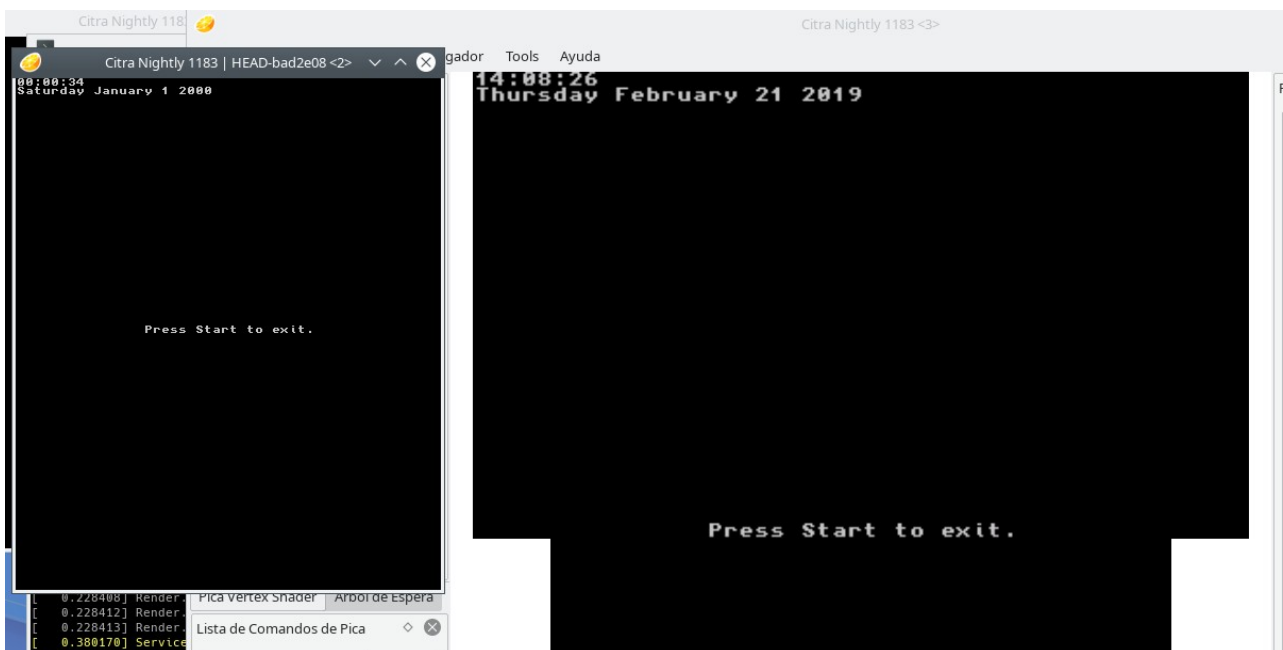 Citra Nightly 118
Citra Nightly 1183 <3>
Citra Nightly 1183 | HEAD-bad2e08 <2>
gador Tools Ayuda
00:00:34
Saturday January 1 2000
14:08:26
Thursday February 21 2019
Press Start to exit.
Press Start to exit.
[ 0.228408] Render.
[ 0.228412] Render.
[ 0.228413] Render.
[ 0.380170] Service
Pica Vertex Shader Árbol de Espera
Lista de Comandos de Pica